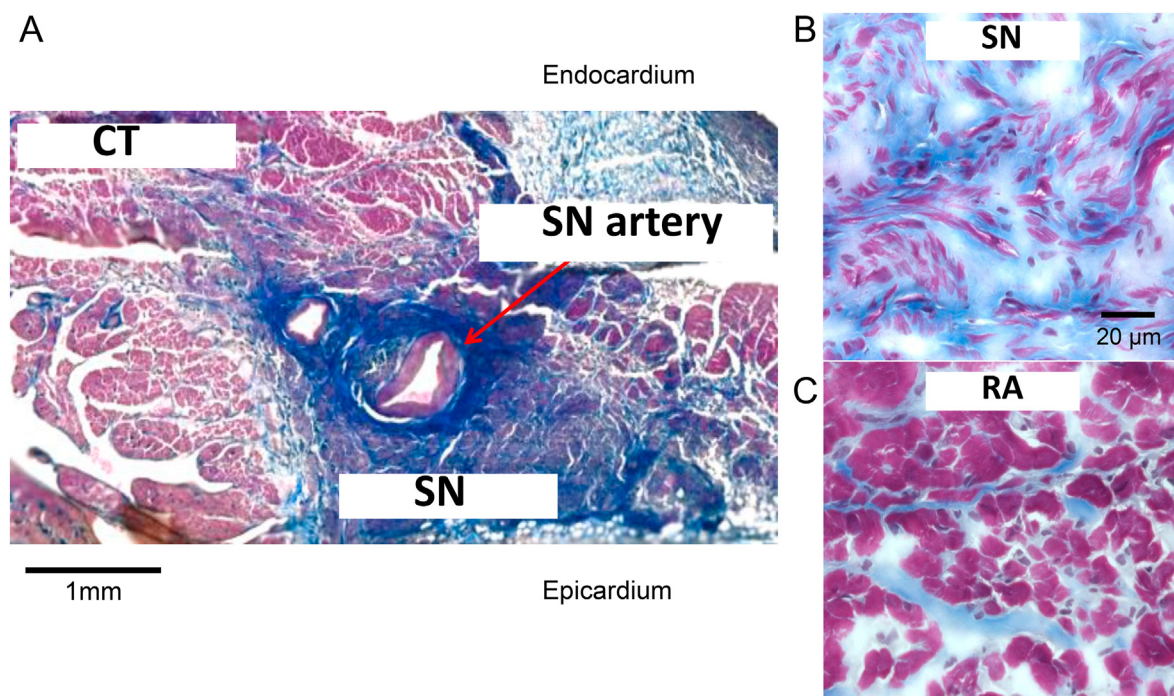 A
Endocardium
CT
SN artery
SN
1mm
Epicardium
B
SN
20 µm
C
RA